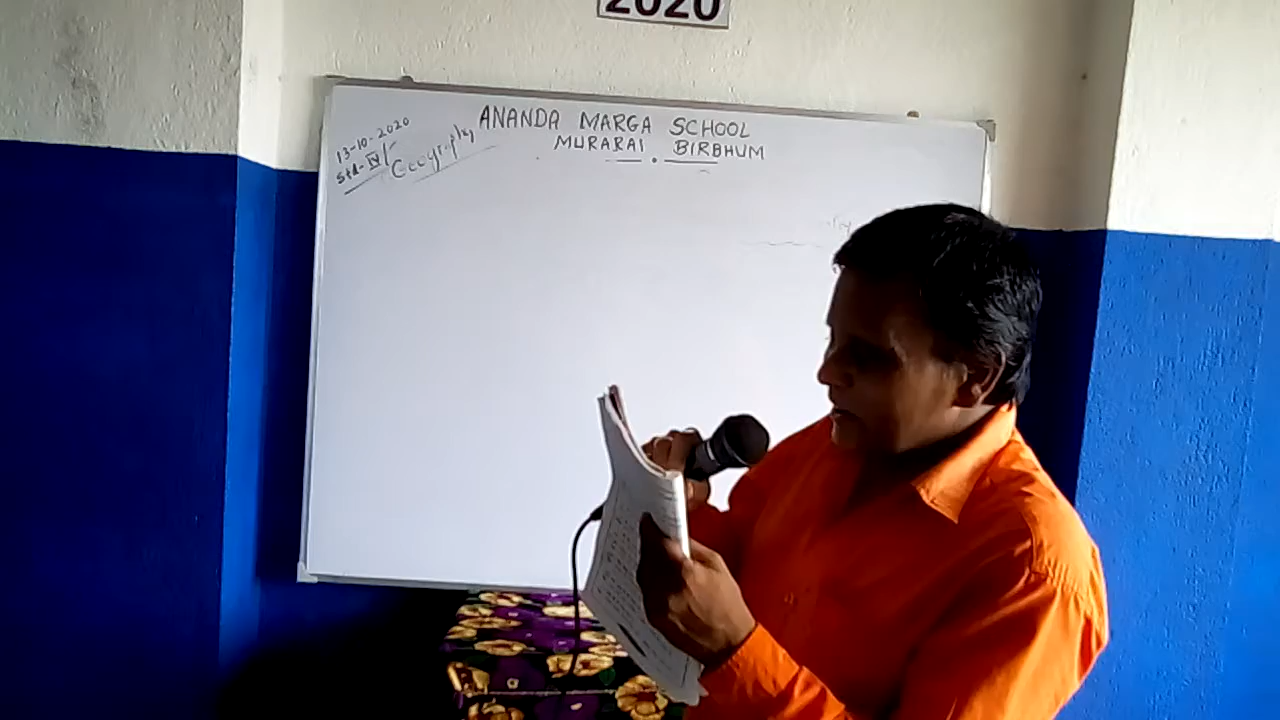 2020
ANANDA MARGA SCHOOL
MURARAI BIRBHUM
13-10-2020
Std-IV
Geography